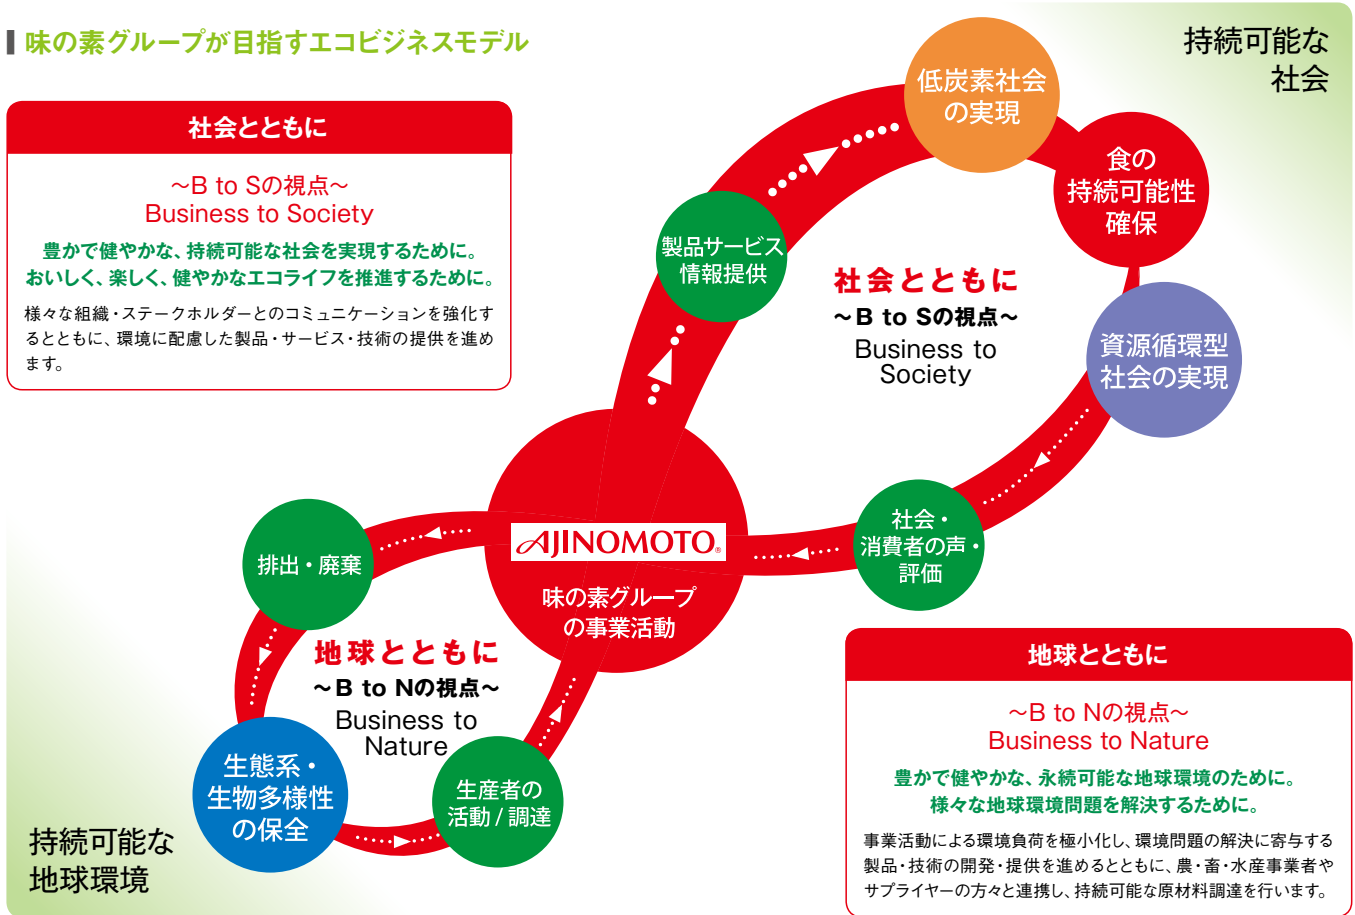 味の素グループが目指すエコビジネスモデル
持続可能な
社会
社会とともに
～B to Sの視点～
Business to Society
豊かで健やかな、持続可能な社会を実現するために。
おいしく、楽しく、健やかなエコライフを推進するために。
様々な組織・ステークホルダーとのコミュニケーションを強化す
るとともに、環境に配慮した製品・サービス・技術の提供を進め
ます。
低炭素社会
の実現
食の
持続可能性
確保
製品サービス
情報提供
社会とともに
～B to Sの視点～
Business to
Society
資源循環型
社会の実現
社会・
消費者の声・
評価
AJINOMOTO®
味の素グループ
の事業活動
排出・廃棄
地球とともに
～B to Nの視点～
Business to
Nature
生態系・
生物多様性
の保全
生産者の
活動 / 調達
持続可能な
地球環境
地球とともに
～B to Nの視点～
Business to Nature
豊かで健やかな、永続可能な地球環境のために。
様々な地球環境問題を解決するために。
事業活動による環境負荷を極小化し、環境問題の解決に寄与する
製品・技術の開発・提供を進めるとともに、農・畜・水産事業者や
サプライヤーの方々と連携し、持続可能な原材料調達を行います。